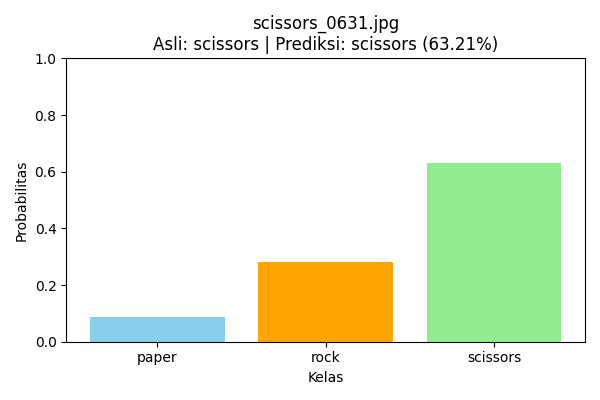 scissors_0631.jpg
Asli: scissors | Prediksi: scissors (63.21%)
1.0
0.8
0.6
0.4
0.2
0.0
Probabilitas
paper
rock
scissors
Kelas